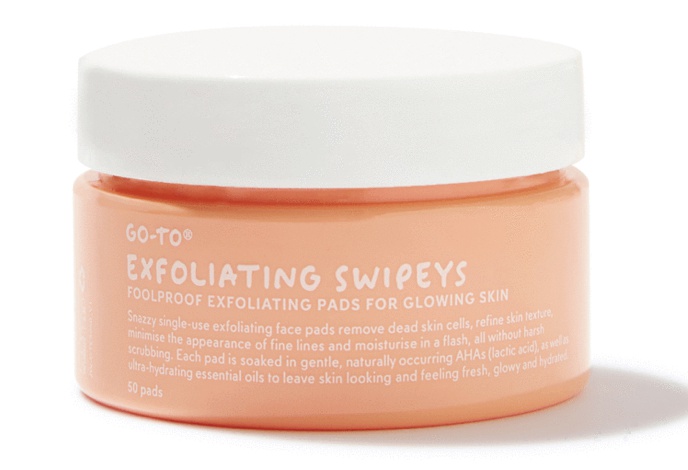 GO-TO®
EXFOLIATING SWIPEYS
FOOLPROOF EXFOLIATING PADS FOR GLOWING SKIN
Snazzy single-use exfoliating face pads remove dead skin cells, refine skin texture,
minimise the appearance of fine lines and moisturise in a flash, all without harsh
scrubbing. Each pad is soaked in gentle, naturally occurring AHAs (lactic acid), as well as
ultra-hydrating essential oils to leave skin looking and feeling fresh, glowy and hydrated.
50 pads